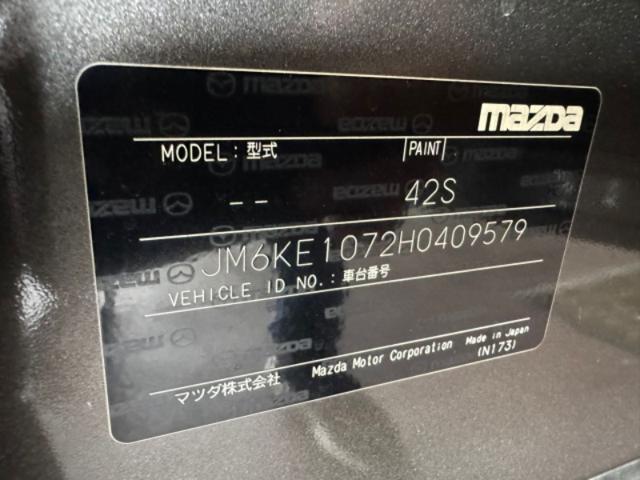 mazda
MODEL : 型式 |PAINT|
-- 42S
JM6KE1072H0409579
VEHICLE ID NO. : 車台番号
マツダ株式会社 Mazda Motor Corporation Made in Japan
(N173)